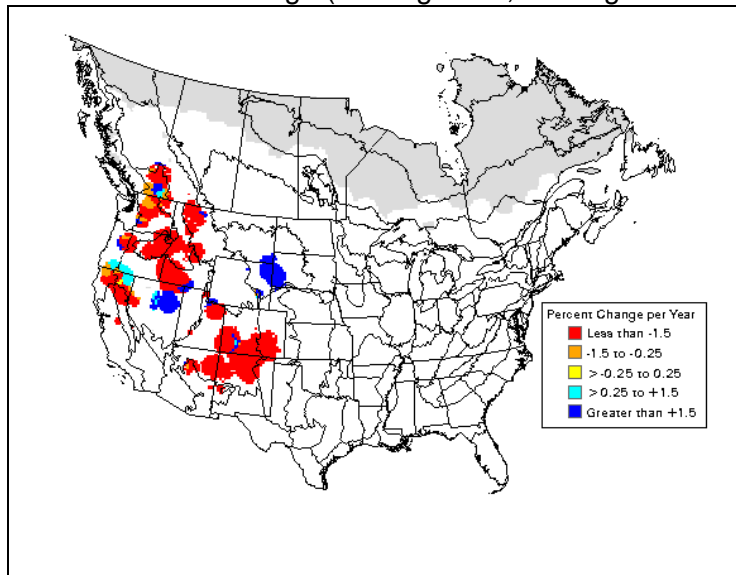 Percent Change per Year
Less than -1.5
-1.5 to -0.25
>-0.25 to 0.25
>0.25 to +1.5
Greater than +1.5